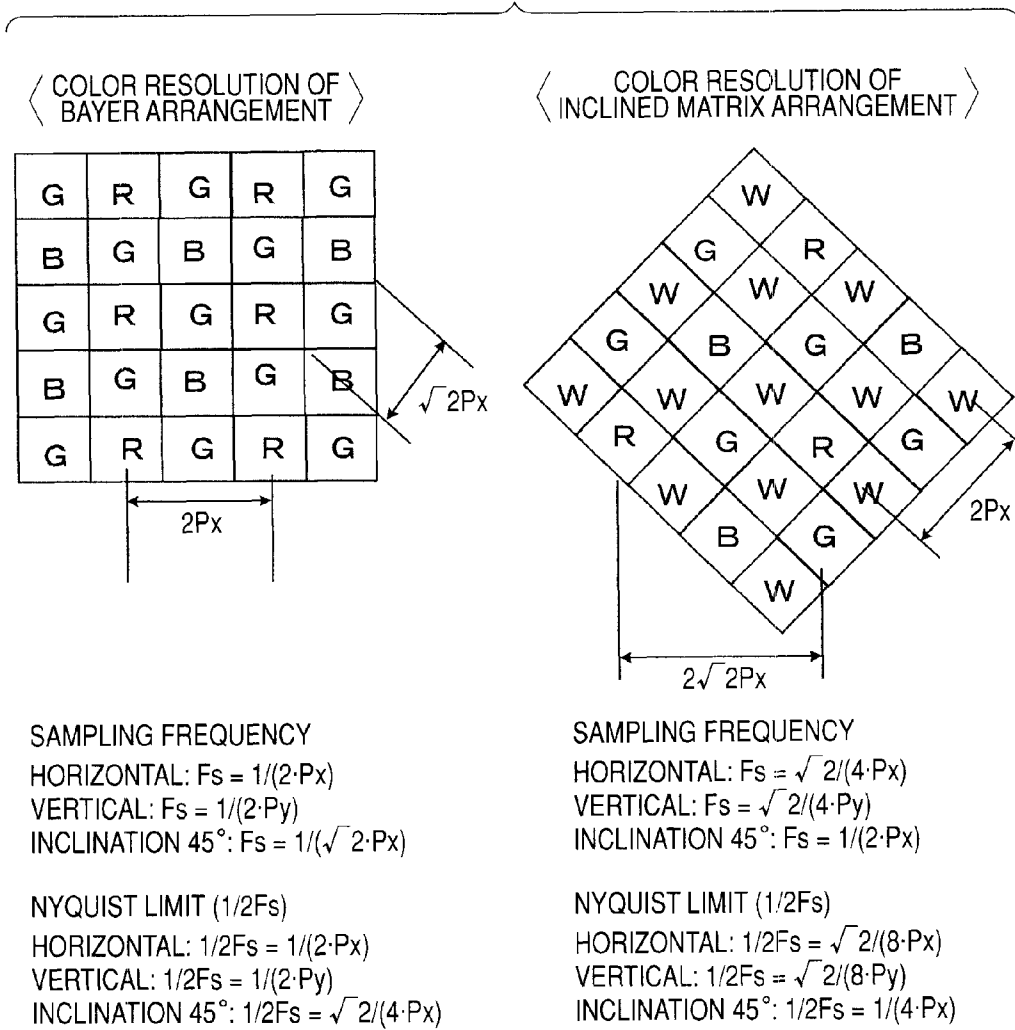 COLOR RESOLUTION OF
BAYER ARRANGEMENT
G R G R G
B G B G B
G R G R G
B G B G B
√2Px
G R G R G
2Px
SAMPLING FREQUENCY
HORIZONTAL: Fs = 1/(2·Px)
VERTICAL: Fs = 1/(2·Py)
INCLINATION 45°: Fs = 1/(√2·Px)
NYQUIST LIMIT (1/2Fs)
HORIZONTAL: 1/2Fs = 1/(2·Px)
VERTICAL: 1/2Fs = 1/(2·Py)
INCLINATION 45°: 1/2Fs = √2/(4·Px)
COLOR RESOLUTION OF
INCLINED MATRIX ARRANGEMENT
W
G R
W W W
G B G B
W W W W W
R G R G
W W W
2Px
B G
W
2√2Px
SAMPLING FREQUENCY
HORIZONTAL: Fs = √2/(4·Px)
VERTICAL: Fs = √2/(4·Py)
INCLINATION 45°: Fs = 1/(2·Px)
NYQUIST LIMIT (1/2Fs)
HORIZONTAL: 1/2Fs = √2/(8·Px)
VERTICAL: 1/2Fs = √2/(8·Py)
INCLINATION 45°: 1/2Fs = 1/(4·Px)